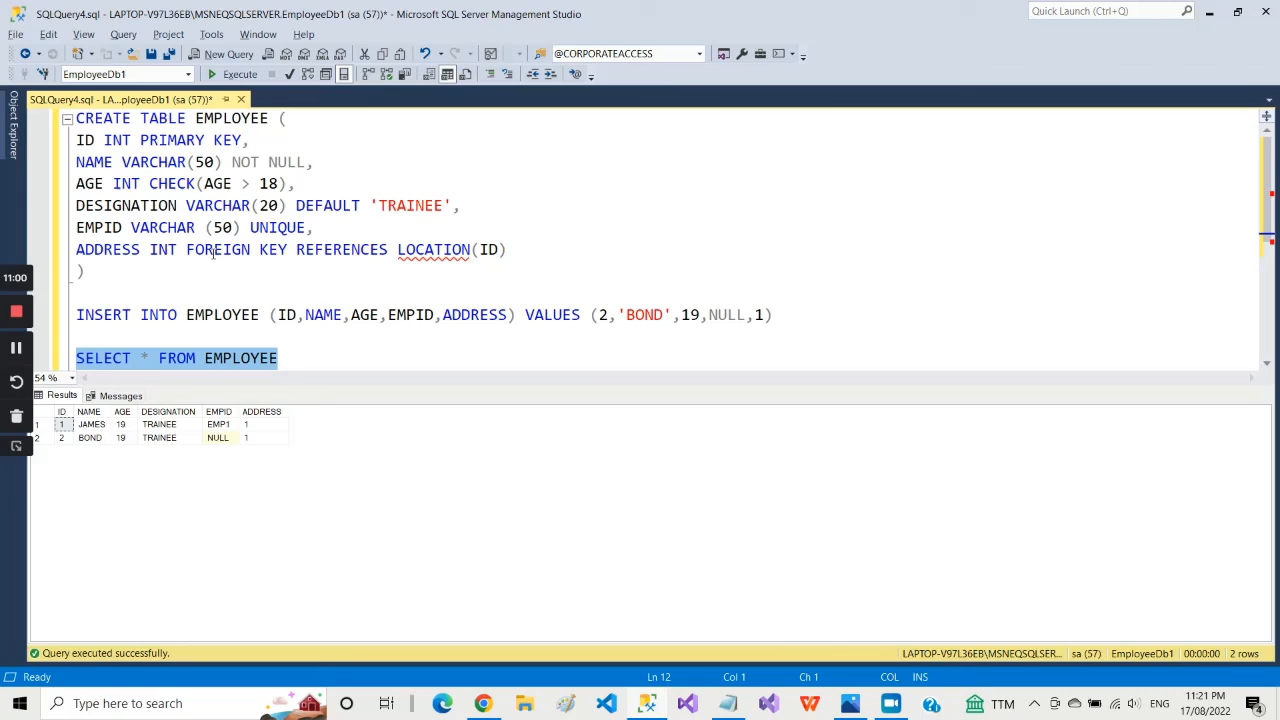 SQLQuery4.sql - LAPTOP-V97L36EB\MSNEQSQLSERVER.EmployeeDb1 (sa (57))* - Microsoft SQL Server Management Studio
Quick Launch (Ctrl+Q)
File Edit View Query Project Tools Window Help
New Query @CORPORATEACCESS
EmployeeDb1 Execute
SQLQuery4.sql - LA...ployeeDb1 (sa (57))*
Object Explorer
CREATE TABLE EMPLOYEE (
ID INT PRIMARY KEY,
NAME VARCHAR(50) NOT NULL,
AGE INT CHECK(AGE > 18),
DESIGNATION VARCHAR(20) DEFAULT 'TRAINEE',
EMPID VARCHAR (50) UNIQUE,
ADDRESS INT FOREIGN KEY REFERENCES LOCATION(ID)
)
11:00
INSERT INTO EMPLOYEE (ID,NAME,AGE,EMPID,ADDRESS) VALUES (2,'BOND',19,NULL,1)
SELECT * FROM EMPLOYEE
54 %
Results Messages
ID NAME AGE DESIGNATION EMPID ADDRESS
1 1 JAMES 19 TRAINEE EMP1 1
2 2 BOND 19 TRAINEE NULL 1
Query executed successfully. LAPTOP-V97L36EB\MSNEQSQLSER... sa (57) EmployeeDb1 00:00:00 2 rows
Ready Ln 12 Col 1 Ch 1 COL INS
Type here to search TTM ENG 11:21 PM
17/08/2022 4